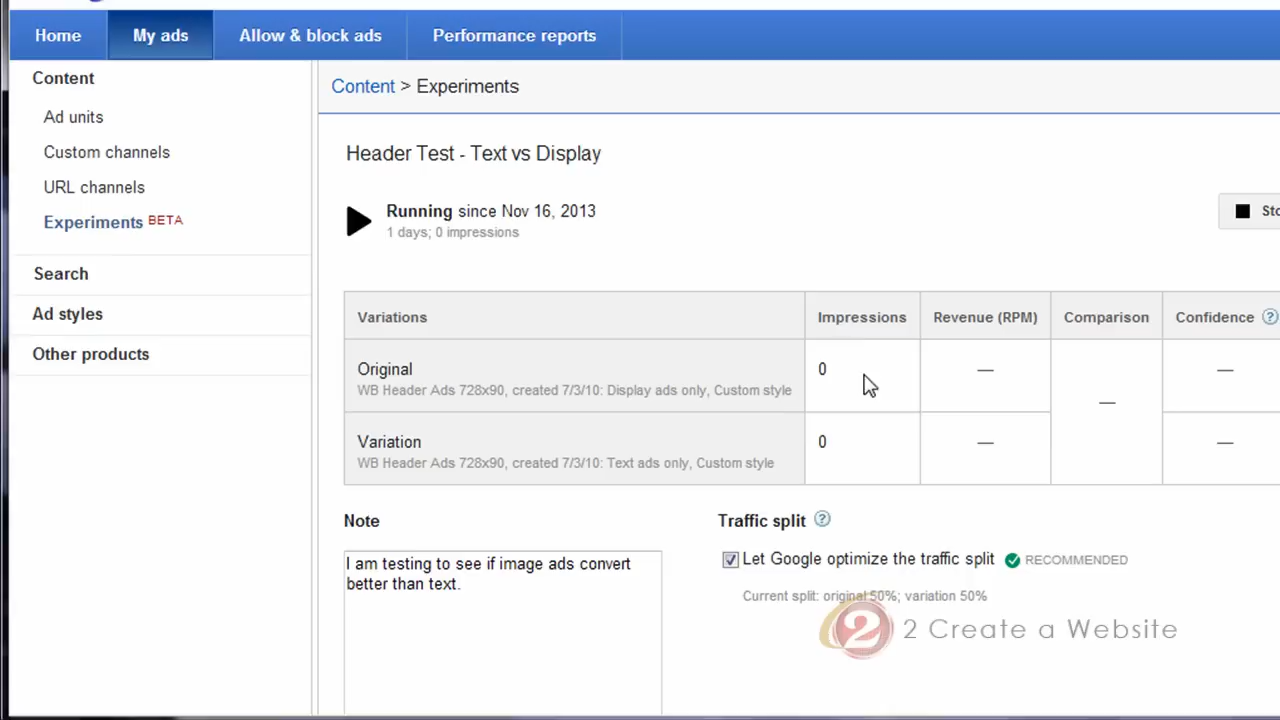 Home My ads Allow & block ads Performance reports
Content
Ad units
Custom channels
URL channels
Experiments BETA
Search
Ad styles
Other products
Content > Experiments
Header Test - Text vs Display
Running since Nov 16, 2013
1 days; 0 impressions
Variations Impressions Revenue (RPM) Comparison Confidence ?
Original 0 — — —
WB Header Ads 728x90, created 7/3/10: Display ads only, Custom style
Variation 0 — —
WB Header Ads 728x90, created 7/3/10: Text ads only, Custom style
Note
I am testing to see if image ads convert
better than text.
Traffic split ?
Let Google optimize the traffic split RECOMMENDED
Current split: original 50%; variation 50%
2 2 Create a Website